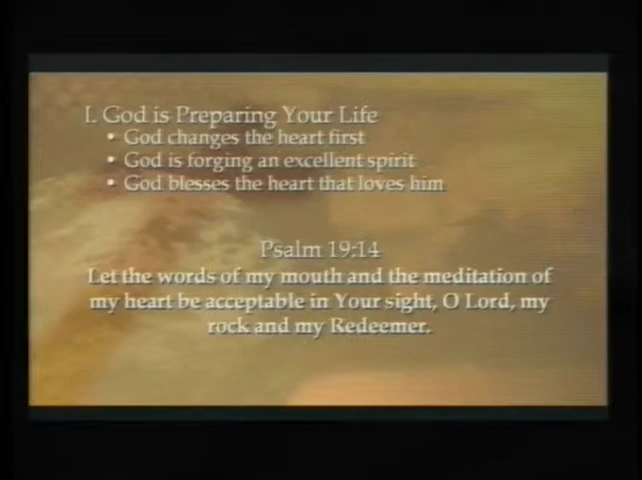 I. God is Preparing Your Life
• God changes the heart first
• God is forging an excellent spirit
• God blesses the heart that loves him
Psalm 19:14
Let the words of my mouth and the meditation of
my heart be acceptable in Your sight, O Lord, my
rock and my Redeemer.